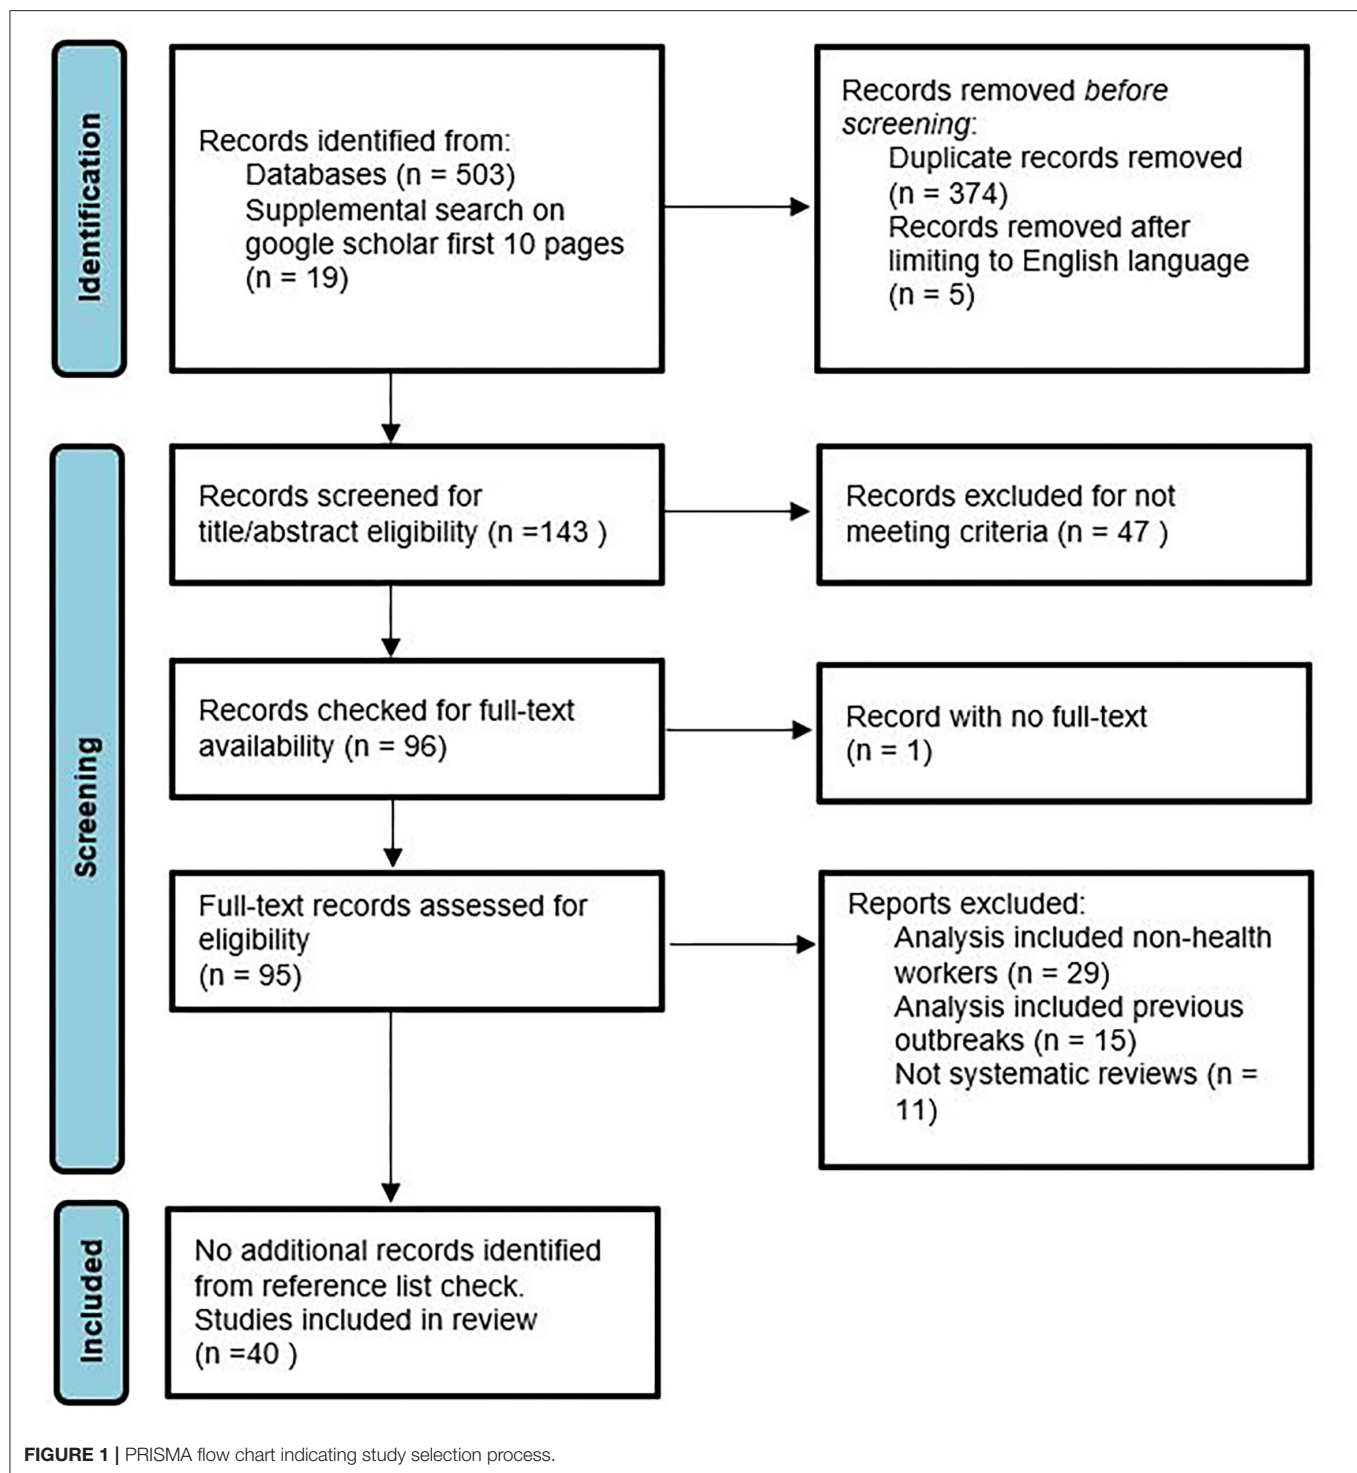 Identification
Records identified from:
Databases (n = 503)
Supplemental search on
google scholar first 10 pages
(n = 19)
Records removed before
screening:
Duplicate records removed
(n = 374)
Records removed after
limiting to English language
(n = 5)
Screening
Records screened for
title/abstract eligibility (n =143 )
Records excluded for not
meeting criteria (n = 47 )
Records checked for full-text
availability (n = 96)
Record with no full-text
(n = 1)
Full-text records assessed for
eligibility
(n = 95)
Reports excluded:
Analysis included non-health
workers (n = 29)
Analysis included previous
outbreaks (n = 15)
Not systematic reviews (n =
11)
Included
No additional records identified
from reference list check.
Studies included in review
(n =40 )
FIGURE 1 | PRISMA flow chart indicating study selection process.